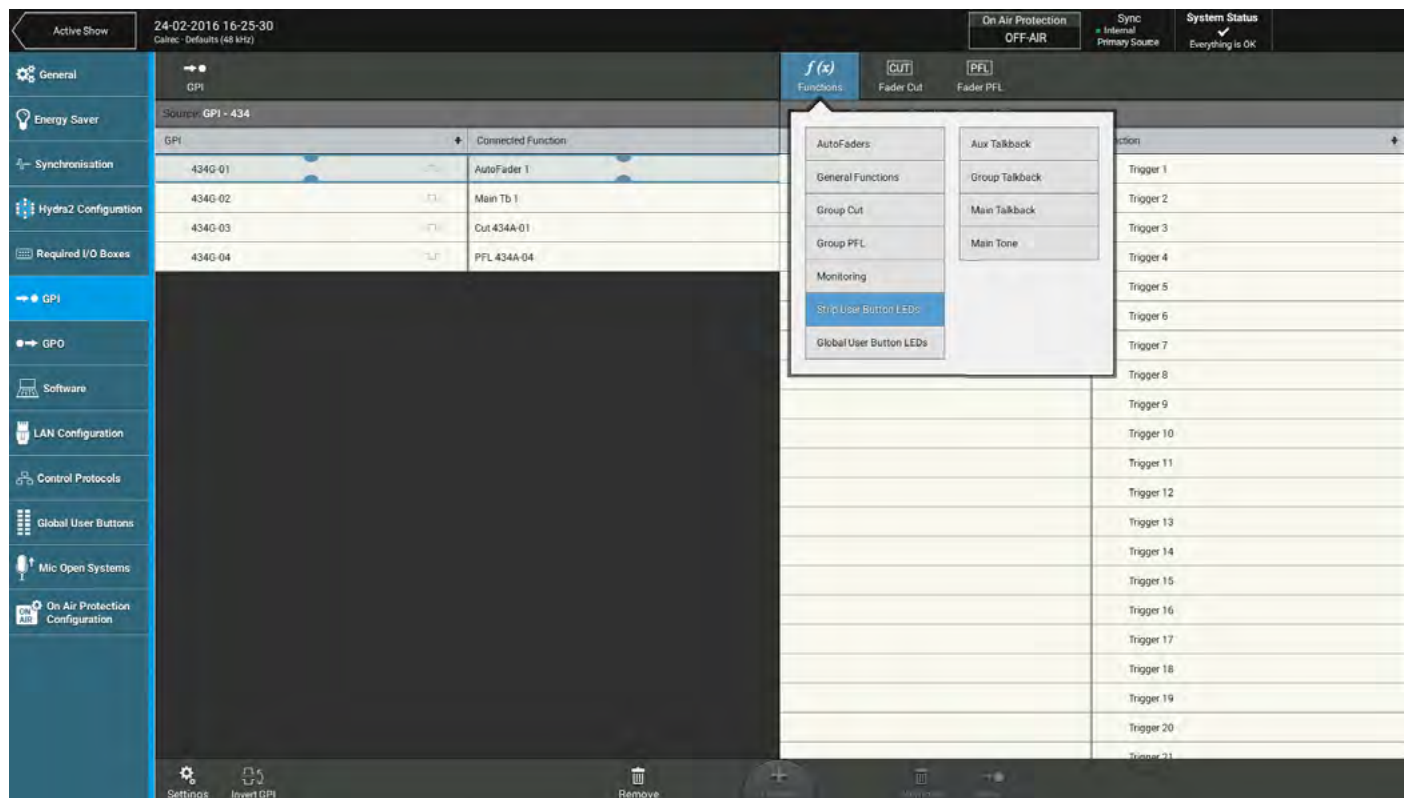 Active Show
24-02-2016 16-25-30
Calrec - Defaults (48 kHz)
On Air Protection
OFF-AIR
Sync
Internal
Primary Source
System Status
Everything is OK
General
Energy Saver
Synchronisation
Hydra2 Configuration
Required I/O Boxes
GPI
GPO
Software
LAN Configuration
Control Protocols
Global User Buttons
Mic Open Systems
ON AIR
On Air Protection
Configuration
GPI
Source: GPI - 434
GPI
Connected Function
434G-01
AutoFader 1
434G-02
Main Tb 1
434G-03
Cut 434A-01
434G-04
PFL 434A-04
f (x)
Functions
CUT
Fader Cut
PFL
Fader PFL
AutoFaders
Aux Talkback
General Functions
Group Talkback
Group Cut
Main Talkback
Group PFL
Main Tone
Monitoring
Strip User Button LEDs
Global User Button LEDs
Trigger 1
Trigger 2
Trigger 3
Trigger 4
Trigger 5
Trigger 6
Trigger 7
Trigger 8
Trigger 9
Trigger 10
Trigger 11
Trigger 12
Trigger 13
Trigger 14
Trigger 15
Trigger 16
Trigger 17
Trigger 18
Trigger 19
Trigger 20
Trigger 21
Settings
Invert GPI
Remove